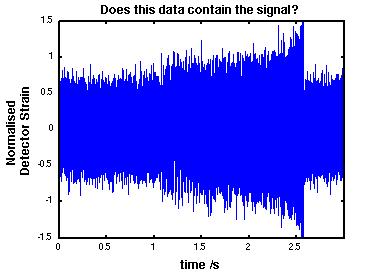 Does this data contain the signal?
1.5
1
0.5
0
-0.5
-1
-1.5
Normalised
Detector Strain
0 0.5 1 1.5 2 2.5
time /s